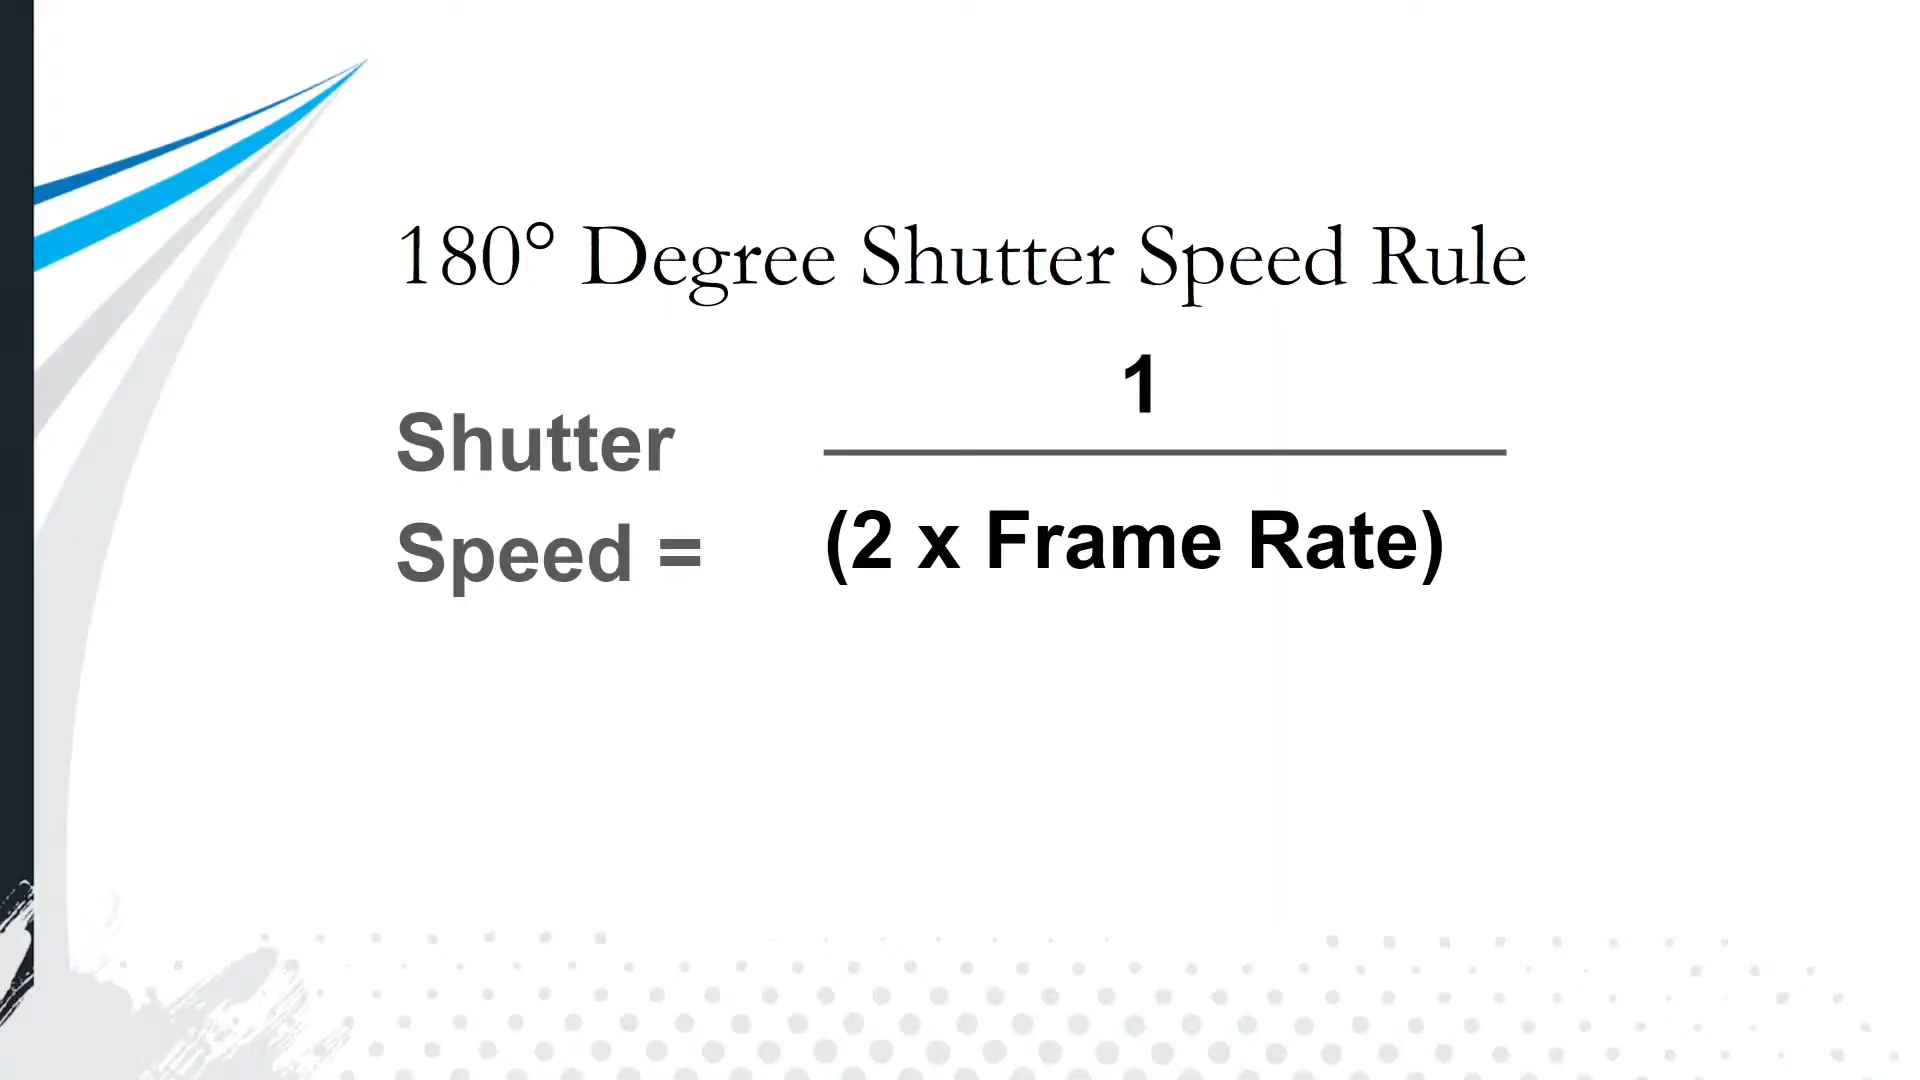 180° Degree Shutter Speed Rule
1
Shutter
Speed =
(2 x Frame Rate)